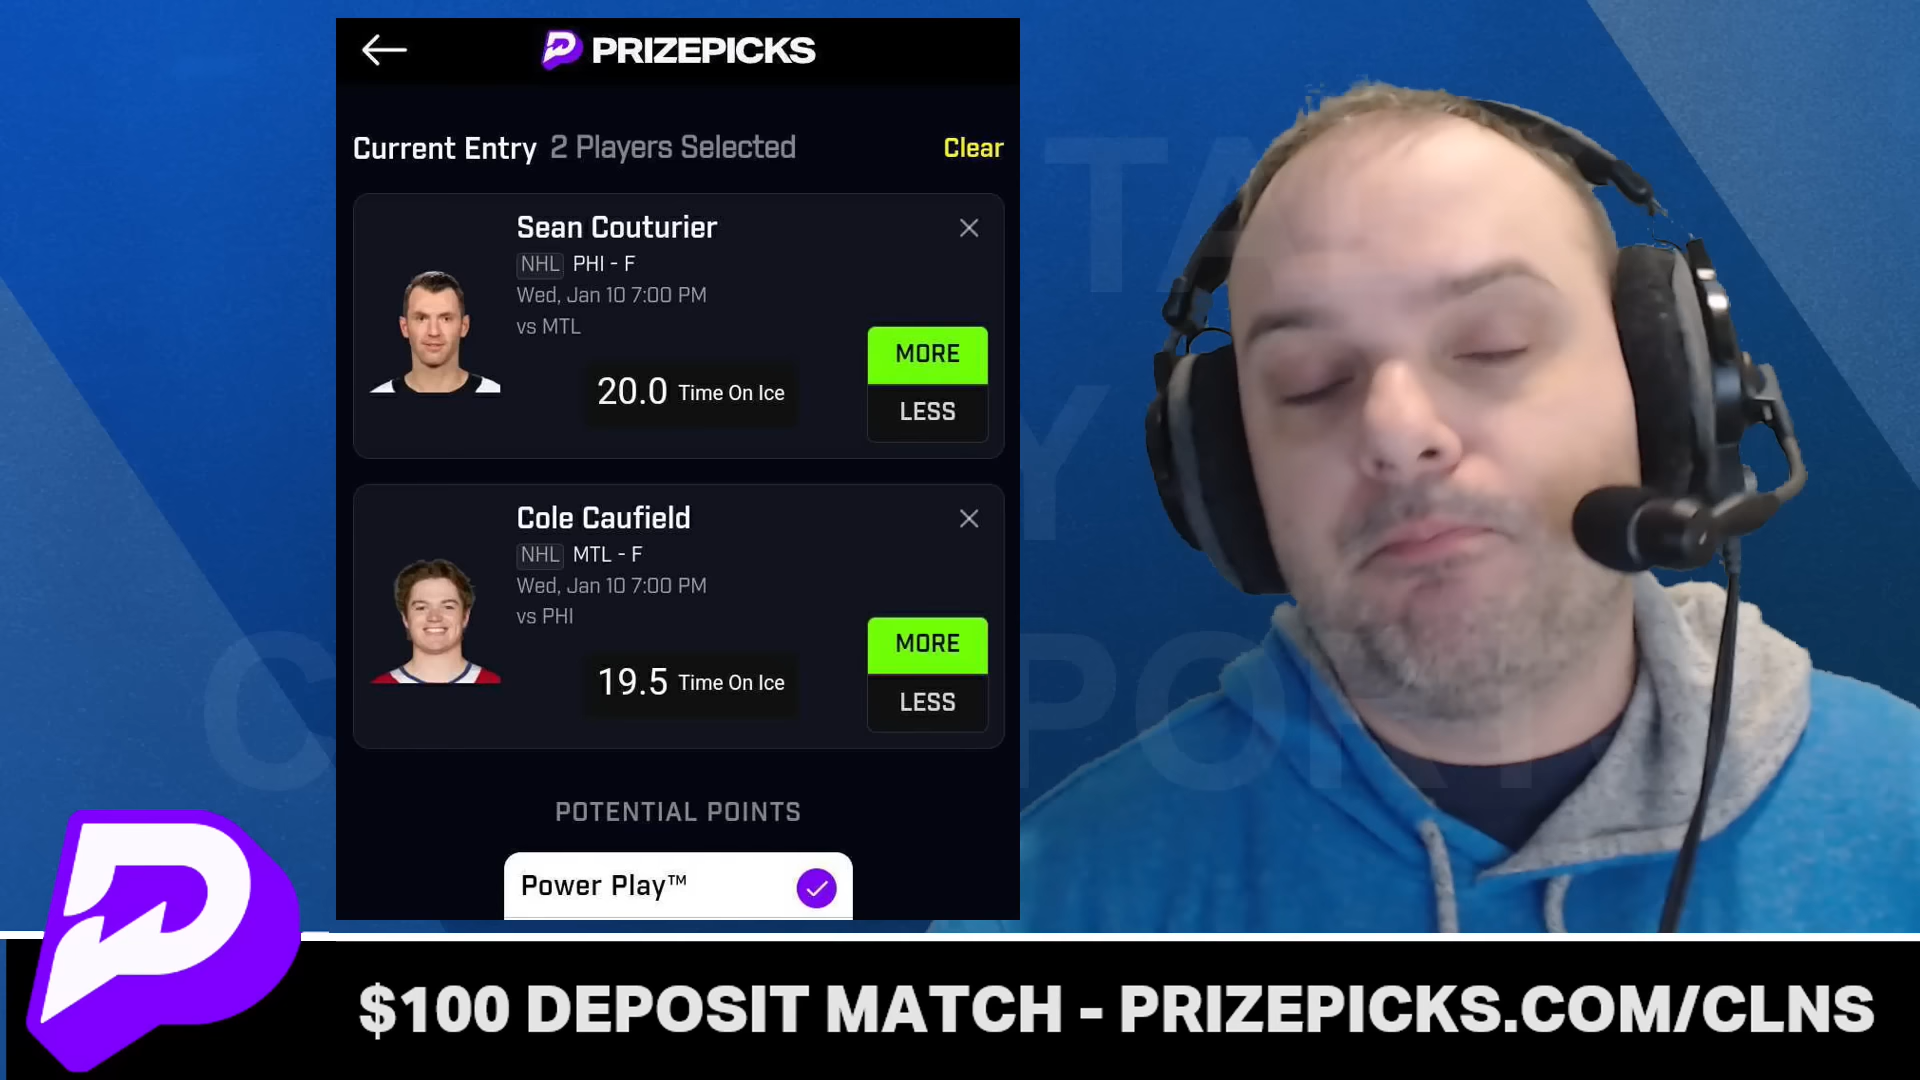 PRIZEPICKS
Current Entry 2 Players Selected Clear
Sean Couturier
NHL PHI - F
Wed, Jan 10 7:00 PM
vs MTL
20.0 Time On Ice
MORE
LESS
Cole Caufield
NHL MTL - F
Wed, Jan 10 7:00 PM
vs PHI
19.5 Time On Ice
MORE
LESS
POTENTIAL POINTS
Power Play™
$100 DEPOSIT MATCH - PRIZEPICKS.COM/CLNS